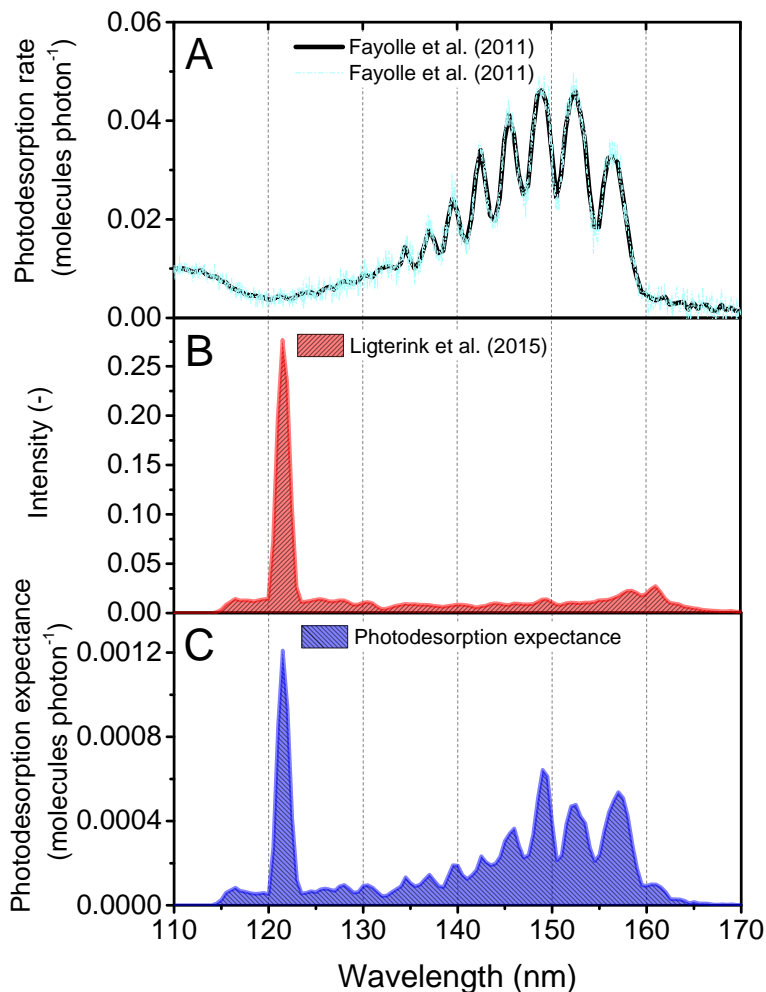 A
Fayolle et al. (2011)
Fayolle et al. (2011)
Photodesorption rate
(molecules photon⁻¹)
0.06
0.04
0.02
0.00
B
Ligterink et al. (2015)
Intensity (-)
0.25
0.20
0.15
0.10
0.05
0.00
C
Photodesorption expectance
Photodesorption expectance
(molecules photon⁻¹)
0.0012
0.0008
0.0004
0.0000
110 120 130 140 150 160 170
Wavelength (nm)